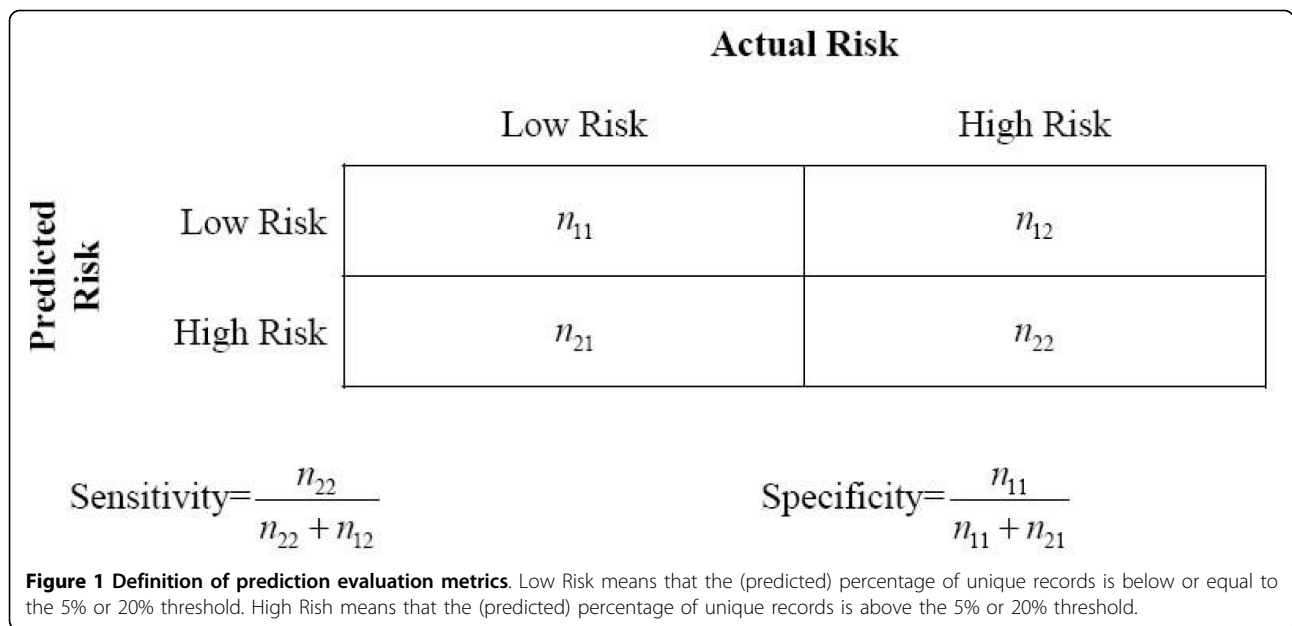 Actual Risk
Low Risk High Risk
Predicted Risk
Low Risk n11 n12
High Risk n21 n22
Sensitivity= n22 / n22 + n12
Specificity= n11 / n11 + n21
Figure 1 Definition of prediction evaluation metrics. Low Risk means that the (predicted) percentage of unique records is below or equal to
the 5% or 20% threshold. High Rish means that the (predicted) percentage of unique records is above the 5% or 20% threshold.